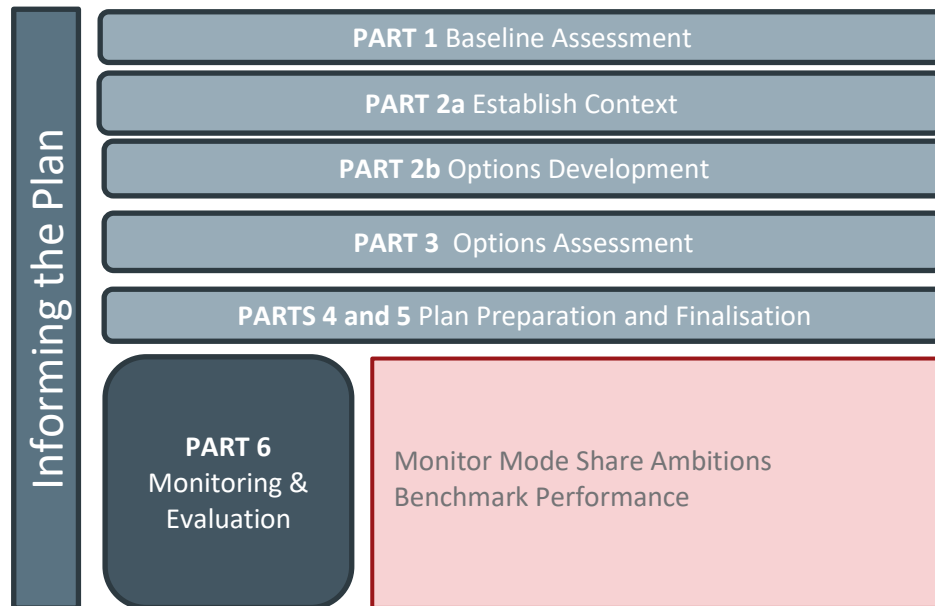 Informing the Plan
PART 1 Baseline Assessment
PART 2a Establish Context
PART 2b Options Development
PART 3 Options Assessment
PARTS 4 and 5 Plan Preparation and Finalisation
PART 6
Monitoring &
Evaluation
Monitor Mode Share Ambitions
Benchmark Performance